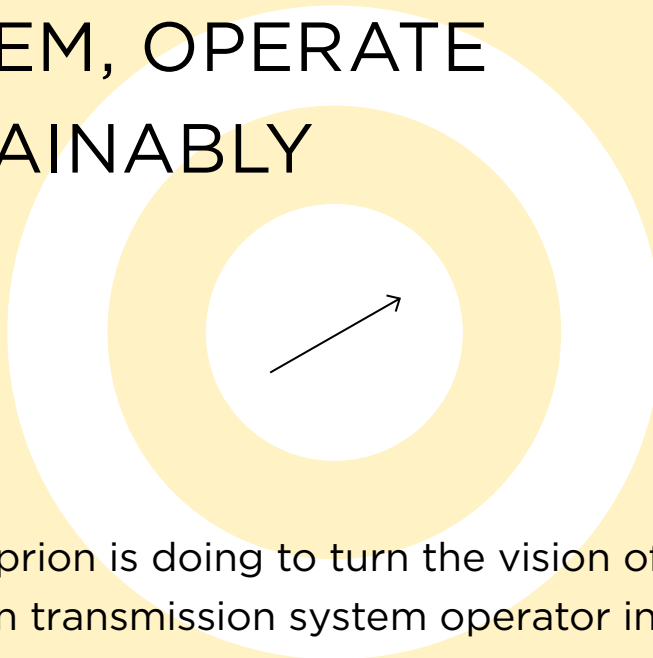 EM, OPERATE
AINABLY
prion is doing to turn the vision of
n transmission system operator in